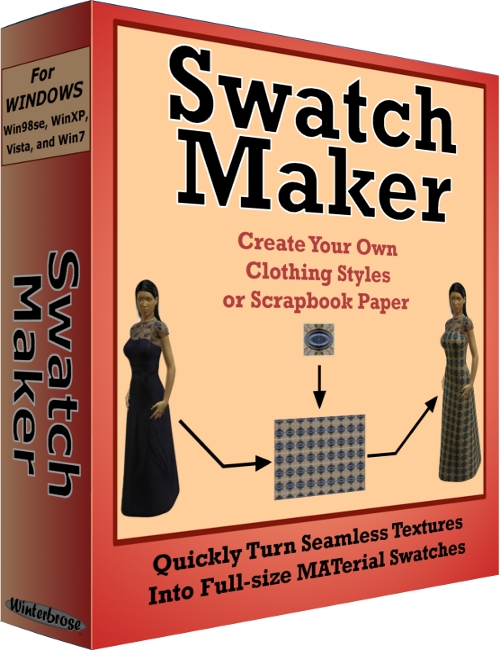 For
WINDOWS
Win98se, WinXP,
Vista, and Win7
Swatch
Maker
Winterbrose
Swatch
Maker
Create Your Own
Clothing Styles
or Scrapbook Paper
Quickly Turn Seamless Textures
Into Full-size MATerial Swatches